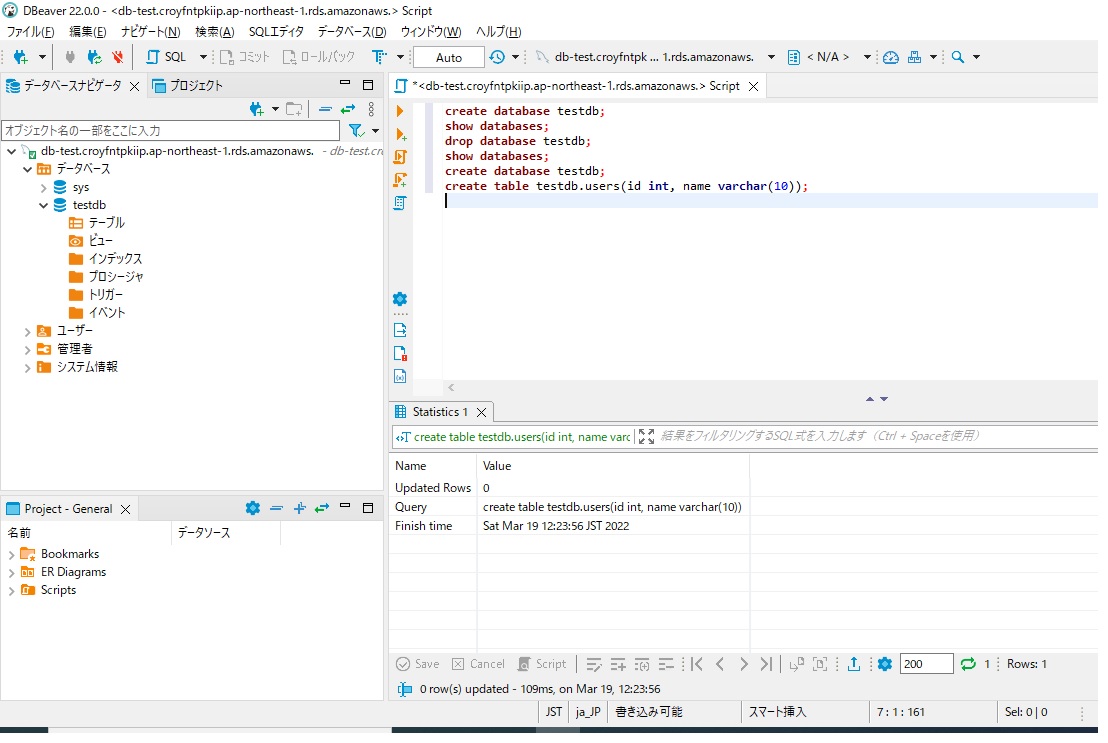 DBeaver 22.0.0 - <db-test.croyfntpkiip.ap-northeast-1.rds.amazonaws.> Script
ファイル(F) 編集(E) ナビゲート(N) 検索(A) SQLエディタ データベース(D) ウィンドウ(W) ヘルプ(H)
SQL コミット ロールバック Auto db-test.croyfntpk ... 1.rds.amazonaws. < N/A >
データベースナビゲータ プロジェクト
オブジェクト名の一部をここに入力
db-test.croyfntpkiip.ap-northeast-1.rds.amazonaws. - db-test.cr
データベース
sys
testdb
テーブル
ビュー
インデックス
プロシージャ
トリガー
イベント
ユーザー
管理者
システム情報
Project - General
名前 データソース
Bookmarks
ER Diagrams
Scripts
*<db-test.croyfntpkiip.ap-northeast-1.rds.amazonaws.> Script
create database testdb;
show databases;
drop database testdb;
show databases;
create database testdb;
create table testdb.users(id int, name varchar(10));
Statistics 1
create table testdb.users(id int, name varc 結果をフィルタリングするSQL式を入力します（Ctrl + Spaceを使用）
Name Value
Updated Rows 0
Query create table testdb.users(id int, name varchar(10))
Finish time Sat Mar 19 12:23:56 JST 2022
Save Cancel Script 200 1 Rows: 1
0 row(s) updated - 109ms, on Mar 19, 12:23:56
JST ja_JP 書き込み可能 スマート挿入 7 : 1 : 161 Sel: 0 | 0